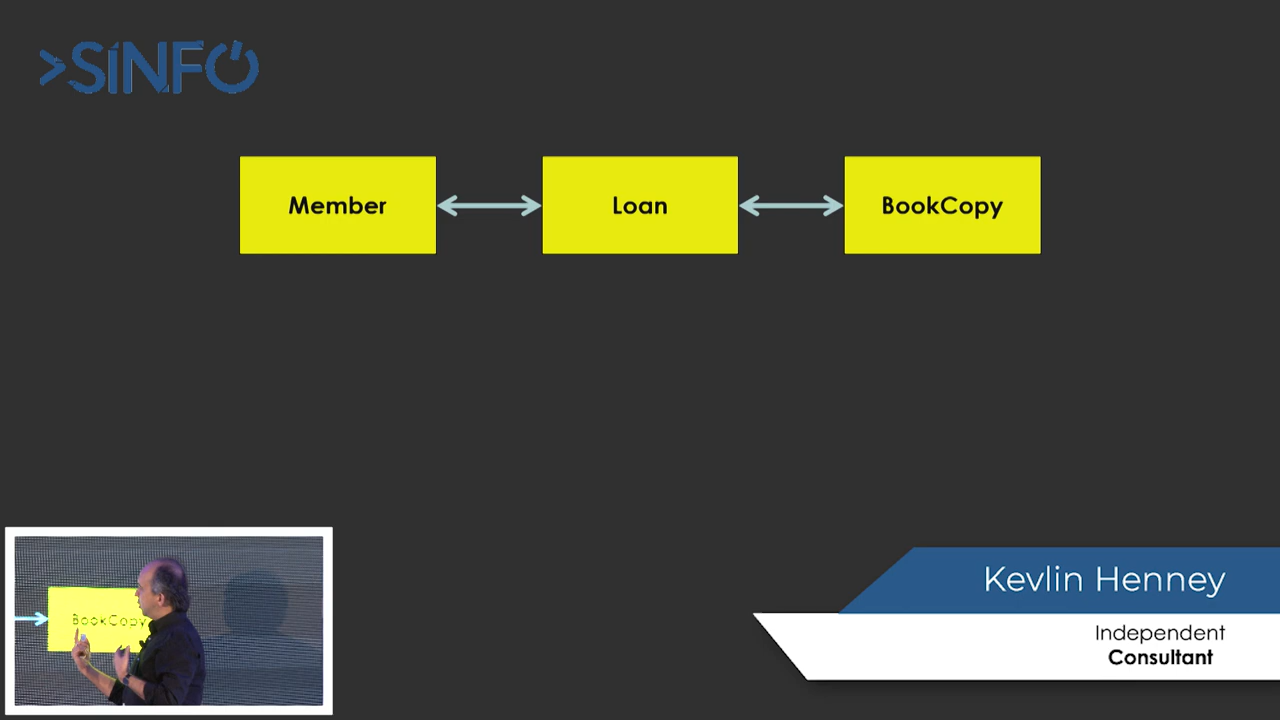 >SINFO
Member
Loan
BookCopy
BookCopy
Kevlin Henney
Independent
Consultant